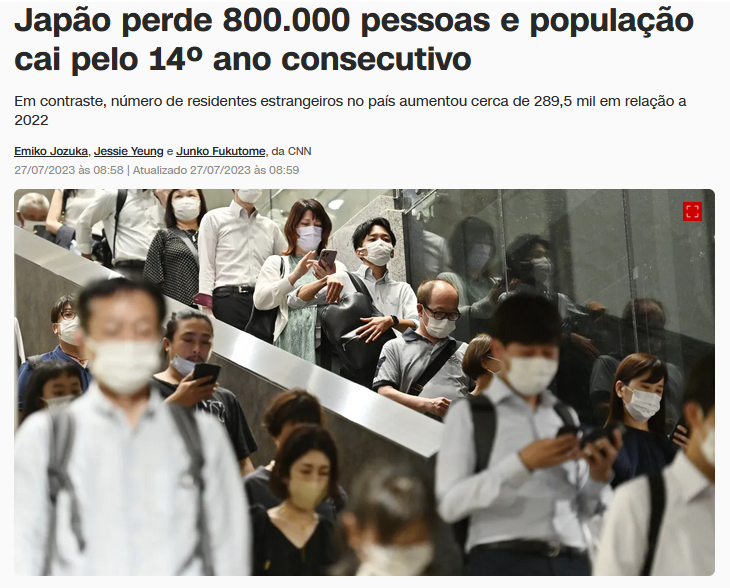 Japão perde 800.000 pessoas e população
cai pelo 14º ano consecutivo
Em contraste, número de residentes estrangeiros no país aumentou cerca de 289,5 mil em relação a
2022
Emiko Jozuka, Jessie Yeung e Junko Fukutome, da CNN
27/07/2023 às 08:58 | Atualizado 27/07/2023 às 08:59